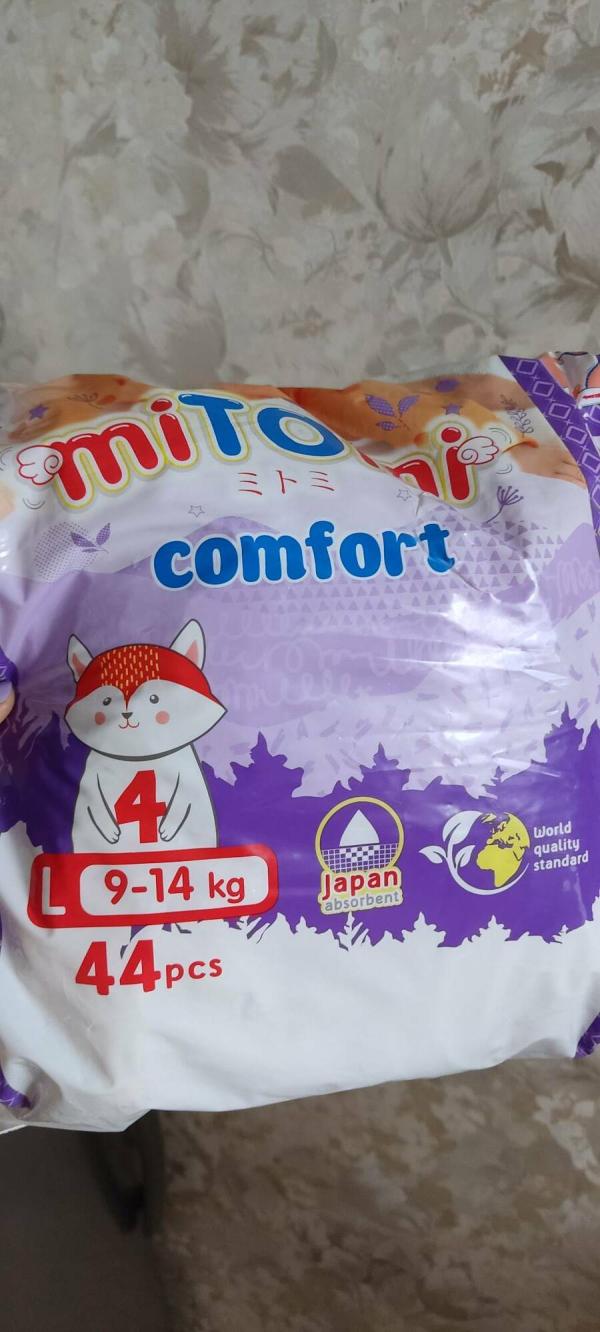 miTomi
ミトミ
comfort
4
L 9-14 kg
44pcs
Japan
absorbent
World
quality
standard